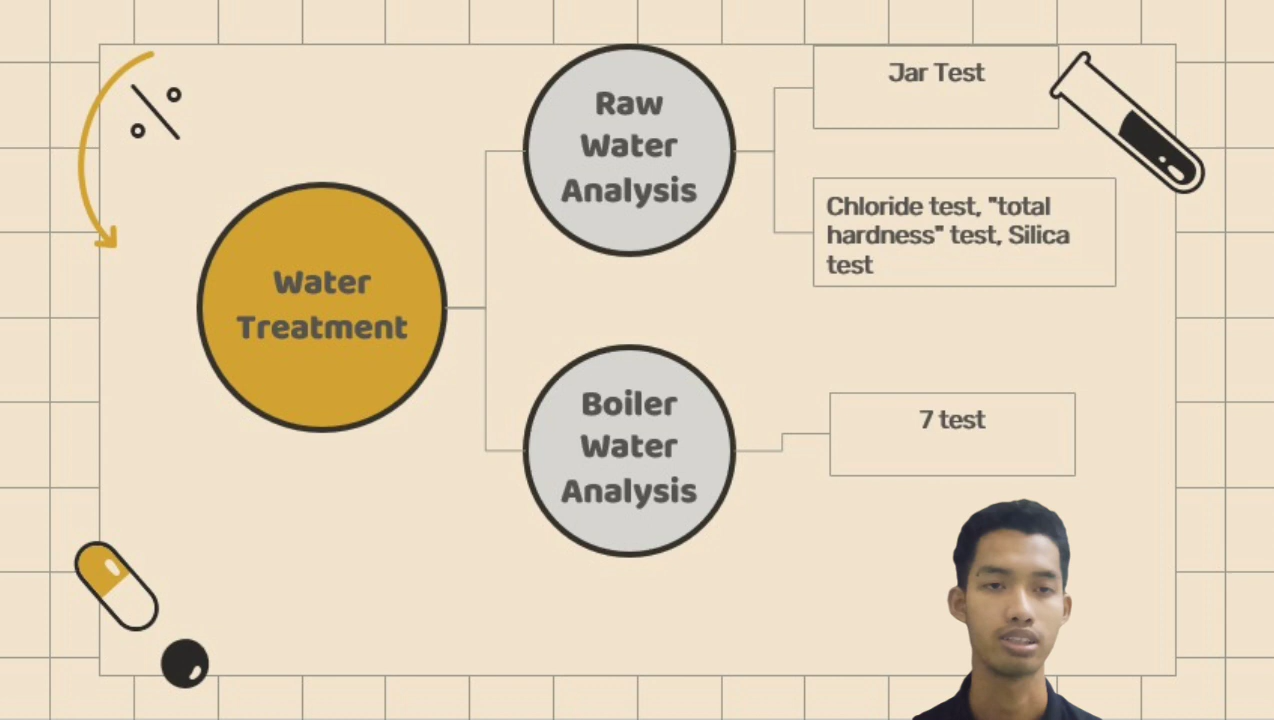 Water
Treatment
Raw
Water
Analysis
Jar Test
Chloride test, "total
hardness" test, Silica
test
Boiler
Water
Analysis
7 test